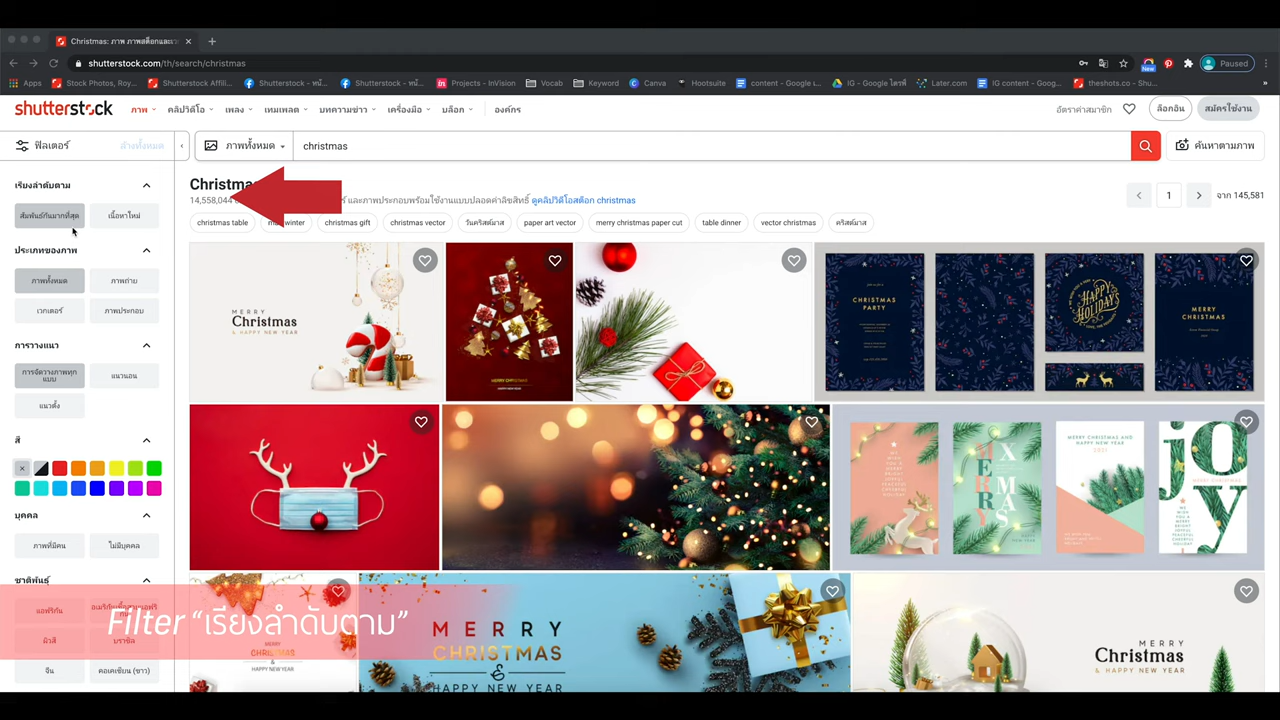 Christmas: ภาพ ภาพสต็อกและเว
shutterstock.com/th/search/christmas
Paused
Apps
Stock Photos, Roy...
Shutterstock Affili...
Shutterstock - หน้...
Shutterstock - หน้...
Projects - InVision
Vocab
Keyword
Canva
Hootsuite
content - Google เ...
IG - Google ไดรฟ์
Later.com
IG content - Goog...
theshots.co - Shu...
New
shutterstock
ภาพ
คลิปวิดีโอ
เพลง
เทมเพลต
บทความข่าว
เครื่องมือ
บล็อก
องค์กร
อัตราค่าสมาชิก
ล็อกอิน
สมัครใช้งาน
ฟิลเตอร์
ล้างทั้งหมด
ภาพทั้งหมด
christmas
ค้นหาตามภาพ
เรียงลำดับตาม
สัมพันธ์กันมากที่สุด
เนื้อหาใหม่
ประเภทของภาพ
ภาพทั้งหมด
ภาพถ่าย
เวกเตอร์
ภาพประกอบ
การวางแนว
การจัดวางภาพทุกแบบ
แนวนอน
แนวตั้ง
สี
บุคคล
ภาพที่มีคน
ไม่มีบุคคล
ชาติพันธุ์
แอฟริกัน
ผิวสี
บราซิล
จีน
คอเคเซียน (ขาว)
14,558,044
และภาพประกอบพร้อมใช้งานแบบปลอดค่าลิขสิทธิ์ ดูคลิปวิดีโอสต็อก christmas
1
จาก 145,581
christmas table
winter
christmas gift
christmas vector
วันคริสต์มาส
paper art vector
merry christmas paper cut
table dinner
vector christmas
คริสต์มาส
MERRY
Christmas
& HAPPY NEW YEAR
MERRY CHRISTMAS
CHRISTMAS
PARTY
HAPPY
HOLIDAYS
MERRY
CHRISTMAS
WE
WISH YOU A
MERRY
XMAS
MERRY CHRISTMAS AND
HAPPY NEW YEAR
2021
joy
Filter “เรียงลำดับตาม”
MERRY
CHRISTMAS
& HAPPY NEW YEAR
MERRY
CHRISTMAS
&
HAPPY NEW YEAR
MERRY
Christmas
& HAPPY NEW YEAR